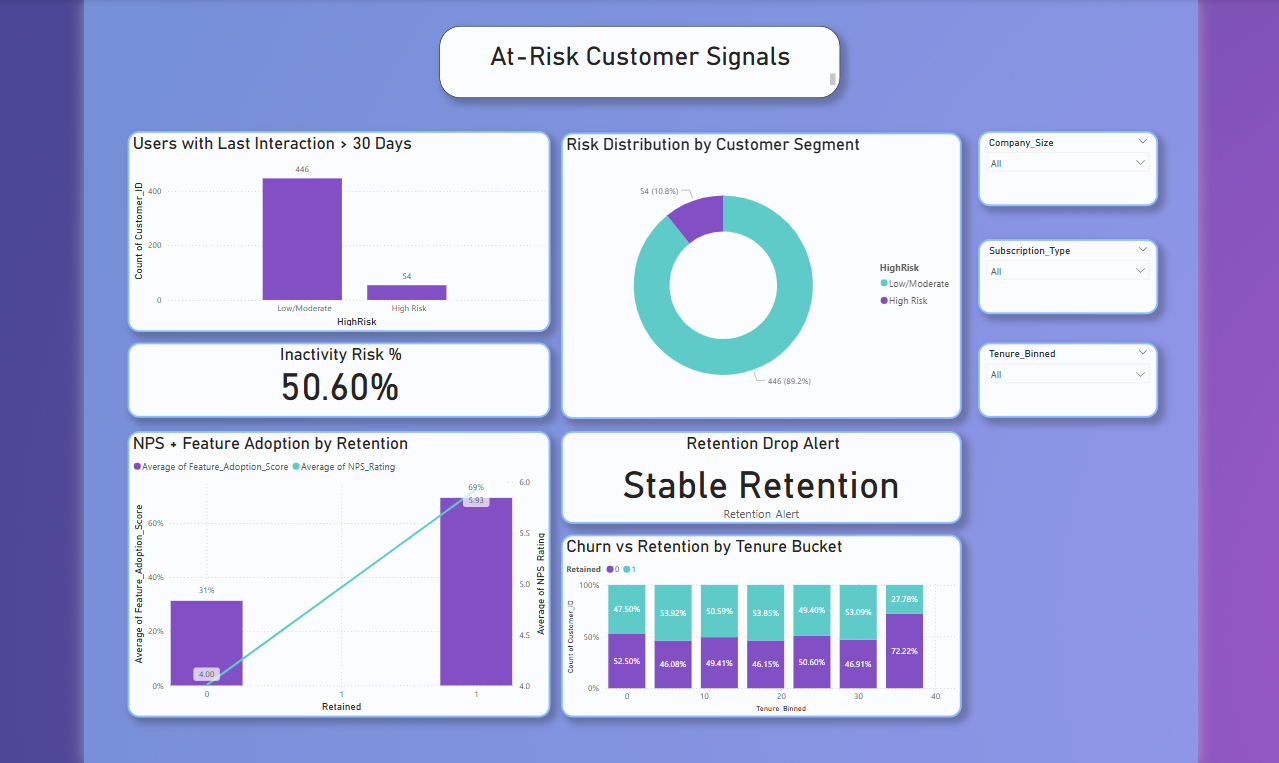 At-Risk Customer Signals
Users with Last Interaction > 30 Days
Count of Customer_ID
400
200
0
446
54
Low/Moderate
High Risk
HighRisk
Risk Distribution by Customer Segment
54 (10.8%)
446 (89.2%)
HighRisk
Low/Moderate
High Risk
Company_Size
All
Subscription_Type
All
Tenure_Binned
All
Inactivity Risk %
50.60%
NPS + Feature Adoption by Retention
Average of Feature_Adoption_Score Average of NPS_Rating
Average of Feature_Adoption_Score
60%
40%
20%
0%
31%
4.00
69%
5.93
6.0
5.5
5.0
4.5
4.0
Average of NPS_Rating
0 1 1
Retained
Retention Drop Alert
Stable Retention
Retention Alert
Churn vs Retention by Tenure Bucket
Retained 0 1
Count of Customer_ID
100%
50%
0%
47.50% 53.92% 50.59% 53.85% 49.40% 53.09% 27.78%
52.50% 46.08% 49.41% 46.15% 50.60% 46.91% 72.22%
0 10 20 30 40
Tenure_Binned